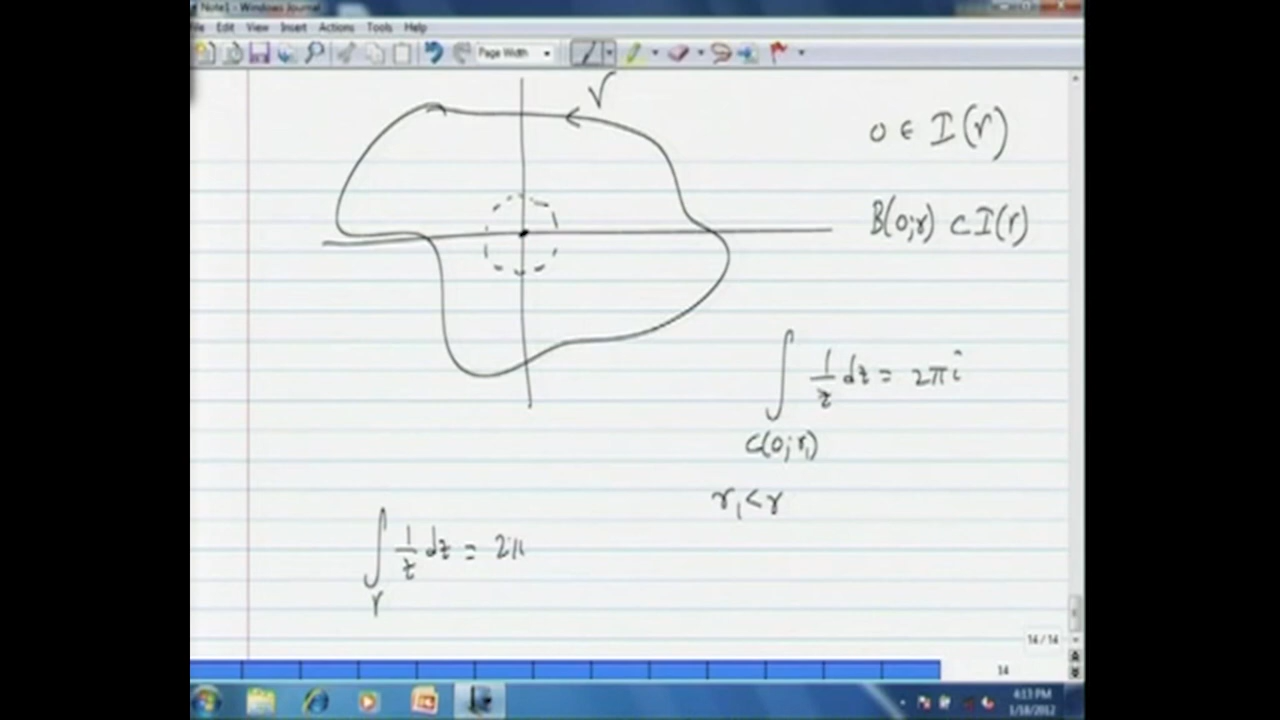 Note1 - Windows Journal
File Edit View Insert Actions Tools Help
Page Width
γ
0 ∈ I(γ)
B(0;r) ⊂ I(γ)
∫ 1/z dz = 2πi
C(0;r₁)
r₁ < r
∫ 1/z dz = 2π
γ
14 / 14
14
4:13 PM
1/18/2012